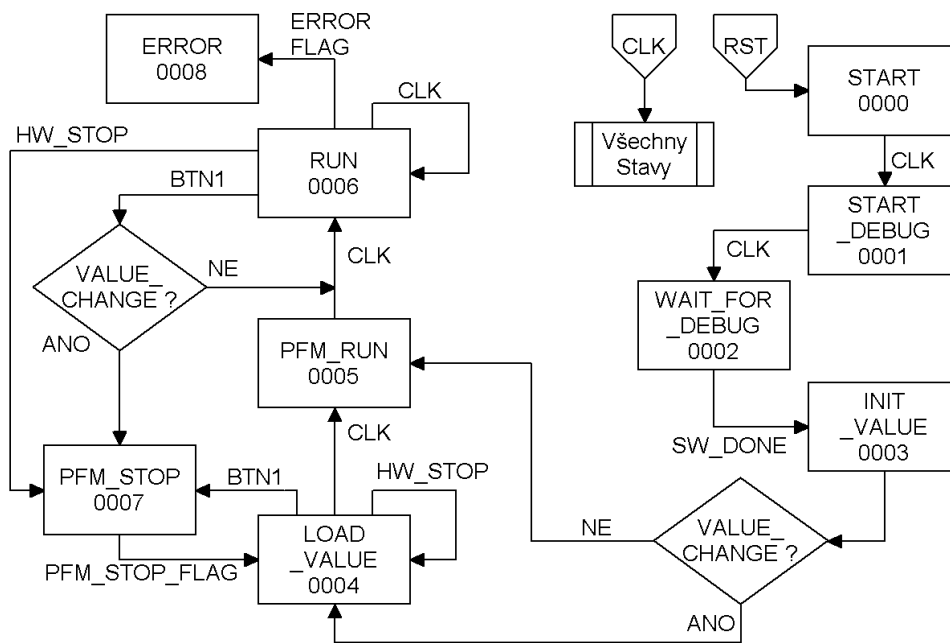 ERROR
0008
ERROR
FLAG
CLK
RST
START
0000
HW_STOP
CLK
RUN
0006
Všechny
Stavy
CLK
BTN1
START
_DEBUG
0001
VALUE_
CHANGE ?
NE
CLK
CLK
WAIT_FOR
_DEBUG
0002
ANO
PFM_RUN
0005
INIT
_VALUE
0003
CLK
SW_DONE
PFM_STOP
0007
BTN1
HW_STOP
LOAD
_VALUE
0004
PFM_STOP_FLAG
NE
VALUE_
CHANGE ?
ANO